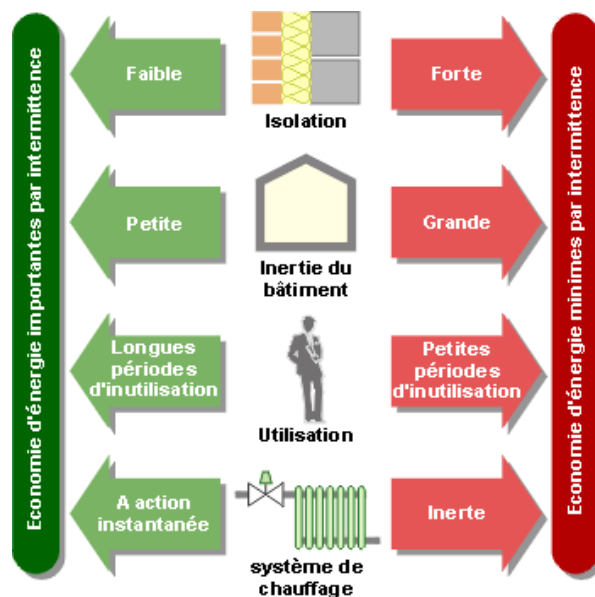 Economie d'énergie importantes par intermittence
Faible
Isolation
Forte
Petite
Inertie du
bâtiment
Grande
Longues
périodes
d'inutilisation
Utilisation
Petites
périodes
d'inutilisation
A action
instantanée
système de
chauffage
Inerte
Economie d'énergie minimes par intermittence